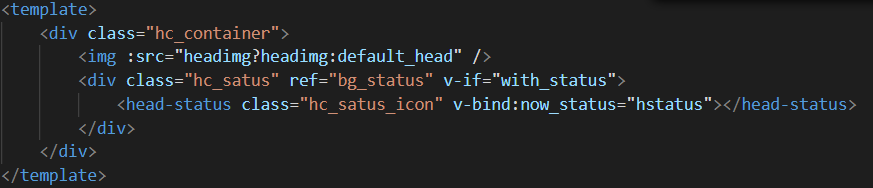 <template>
    <div class="hc_container">
        <img :src="headimg?headimg:default_head" />
        <div class="hc_satus" ref="bg_status" v-if="with_status">
            <head-status class="hc_satus_icon" v-bind:now_status="hstatus"></head-status>
        </div>
    </div>
</template>